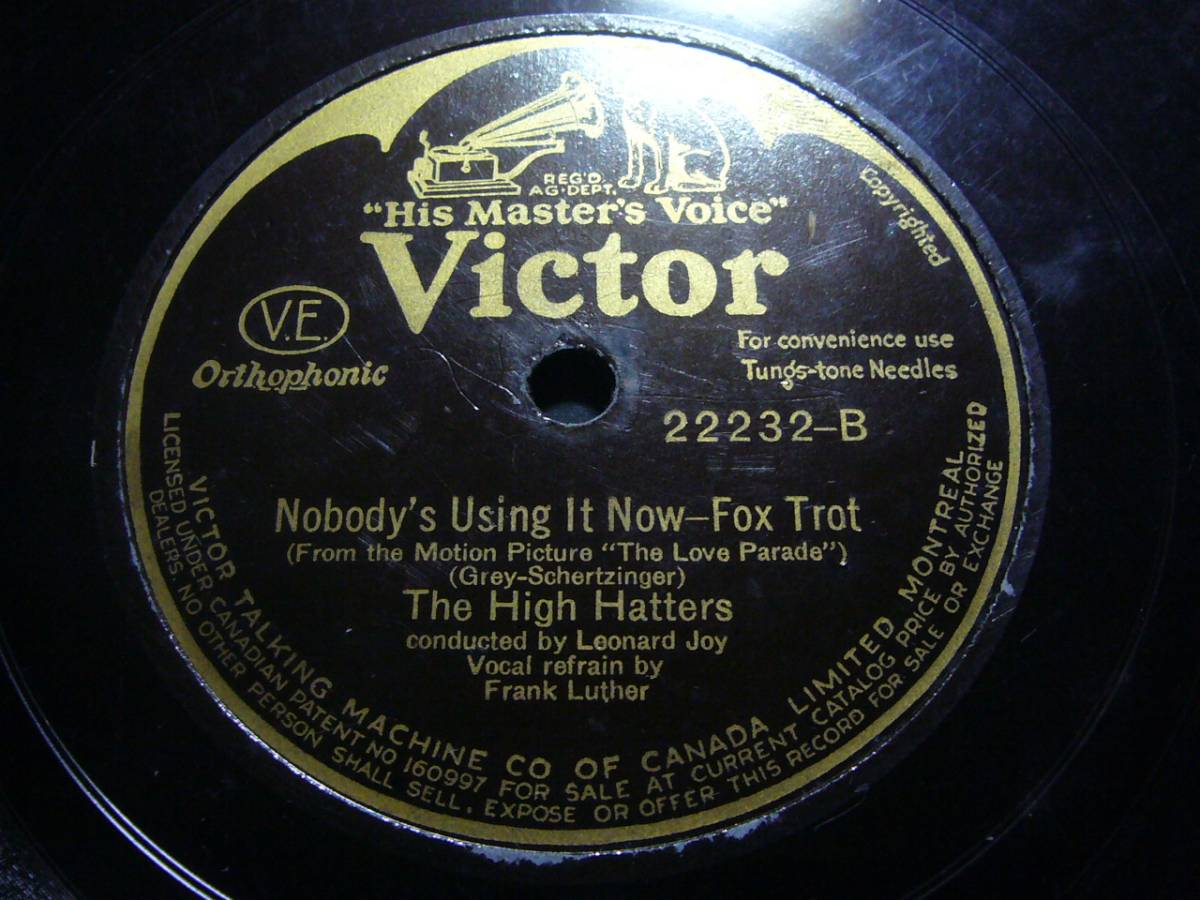 REG'D
AG·DEPT.
"His Master's Voice"
Victor
Copyrighted
V.E.
Orthophonic
For convenience use
Tungs-tone Needles
22232-B
Nobody's Using It Now-Fox Trot
(From the Motion Picture "The Love Parade")
(Grey-Schertzinger)
The High Hatters
conducted by Leonard Joy
Vocal refrain by
Frank Luther
VICTOR TALKING MACHINE CO OF CANADA LIMITED MONTREAL
LICENSED UNDER CANADIAN PATENT NO 160997 FOR SALE AT CURRENT CATALOG PRICE BY AUTHORIZED
DEALERS. NO OTHER PERSON SHALL SELL, EXPOSE OR OFFER THIS RECORD FOR SALE OR EXCHANGE